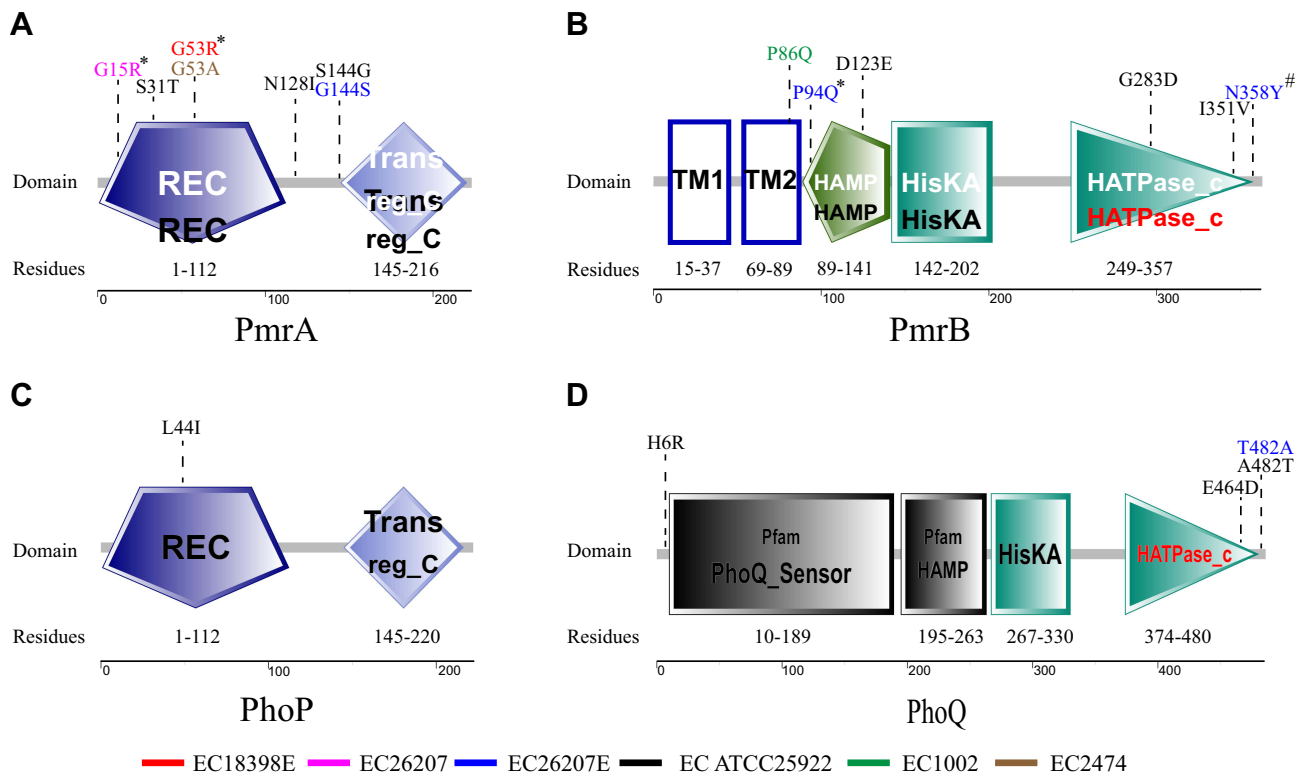 A
G53R*
G15R*
G53A
S31T
N128I
S144G
G144S
Domain
REC
REC
Trans
reg_C
Trans
reg_C
Residues
1-112
145-216
0
100
200
PmrA
B
P86Q
P94Q*
D123E
G283D
I351V
N358Y#
Domain
TM1
TM2
HAMP
HAMP
HisKA
HisKA
HATPase_c
HATPase_c
Residues
15-37
69-89
89-141
142-202
249-357
0
100
200
300
PmrB
C
L44I
Domain
REC
Trans
reg_C
Residues
1-112
145-220
0
100
200
PhoP
D
H6R
T482A
A482T
E464D
Domain
Pfam
PhoQ_Sensor
Pfam
HAMP
HisKA
HATPase_c
Residues
10-189
195-263
267-330
374-480
0
100
200
300
400
PhoQ
EC18398E
EC26207
EC26207E
EC ATCC25922
EC1002
EC2474